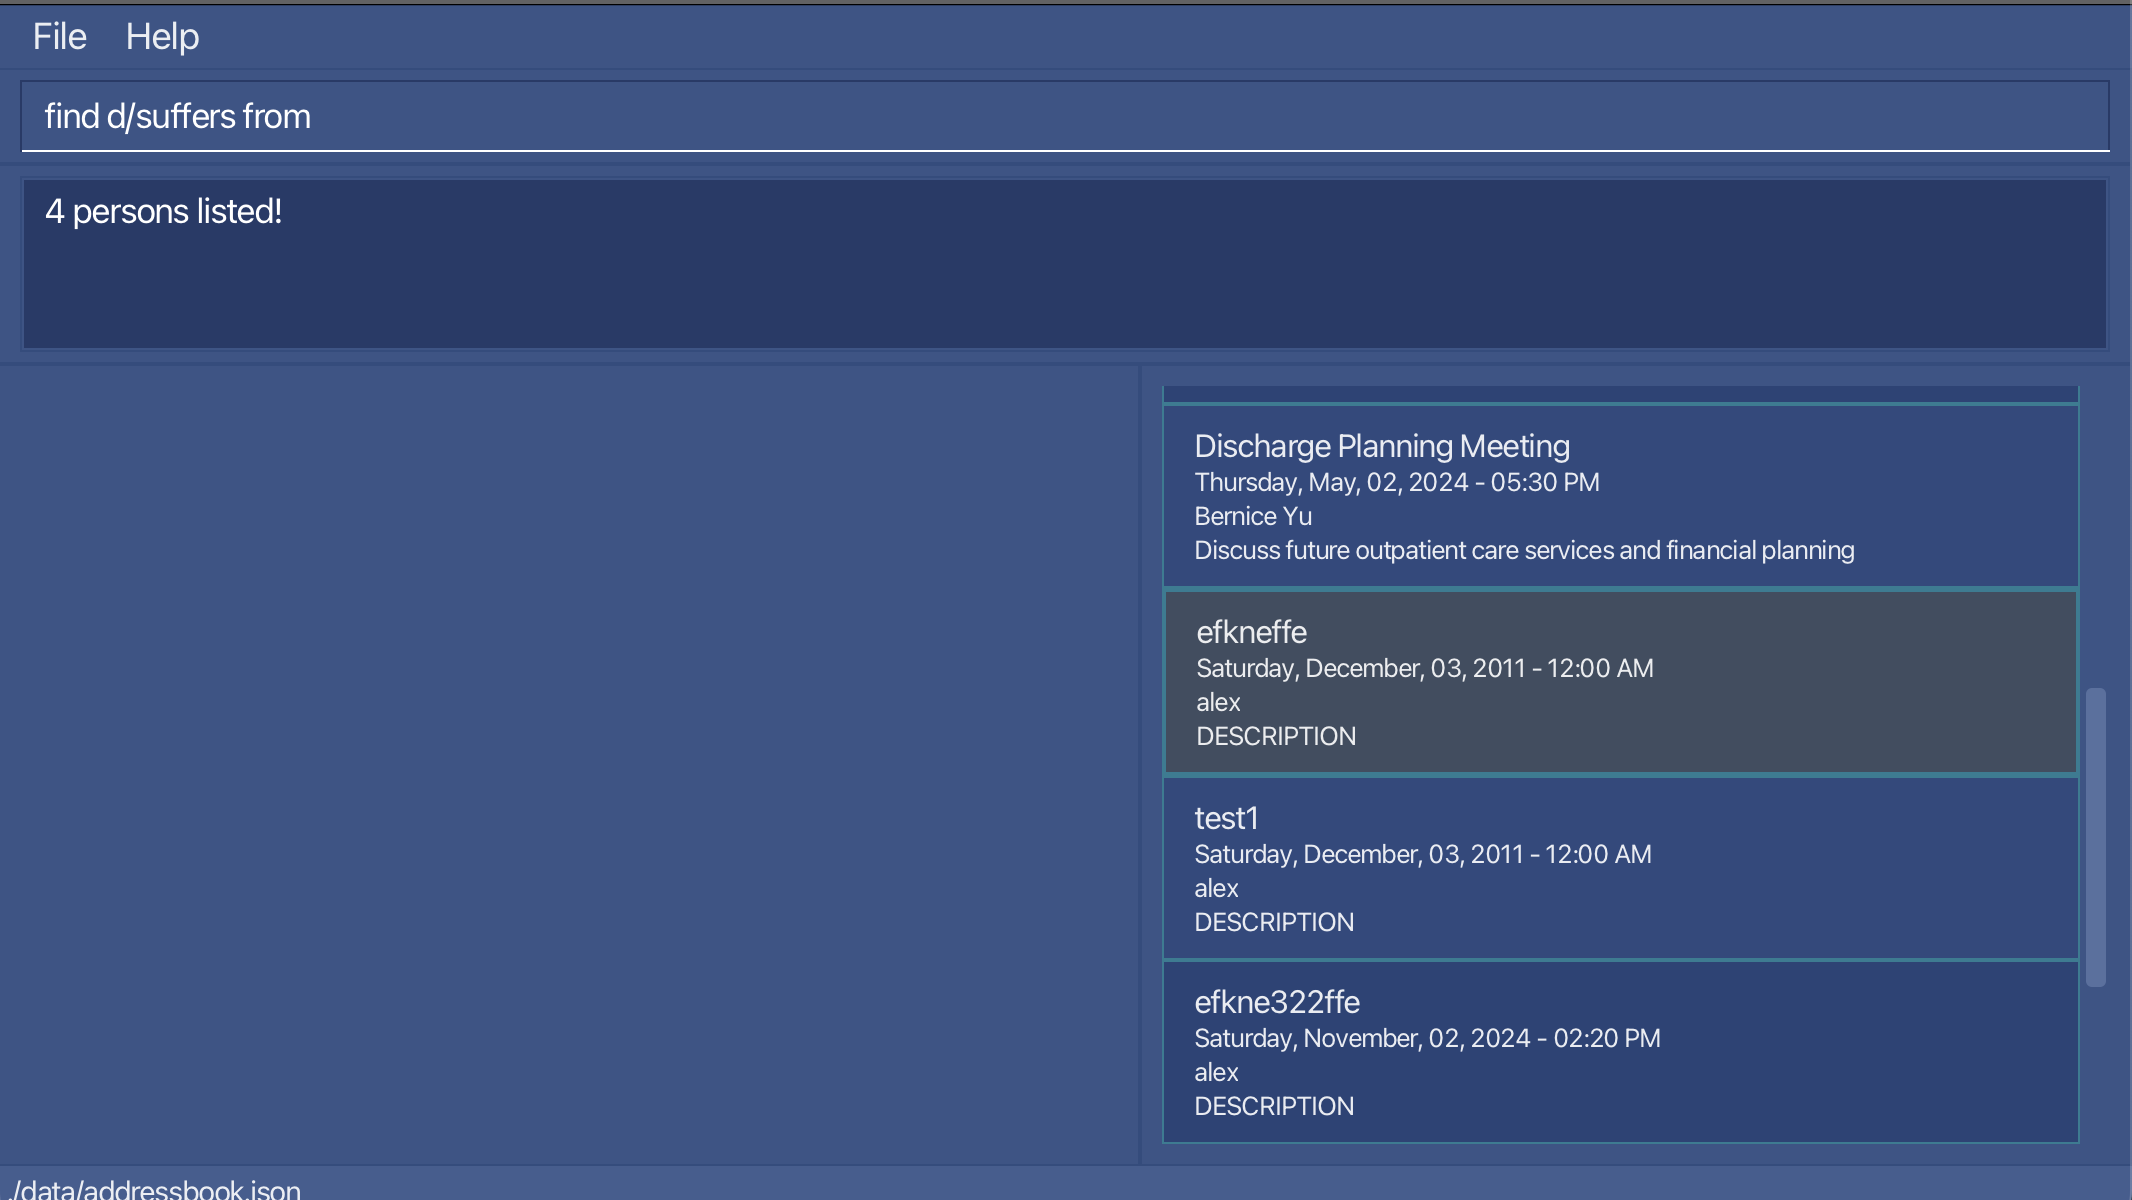 File Help
find d/suffers from
4 persons listed!
Discharge Planning Meeting
Thursday, May, 02, 2024 - 05:30 PM
Bernice Yu
Discuss future outpatient care services and financial planning
efkneffe
Saturday, December, 03, 2011 - 12:00 AM
alex
DESCRIPTION
test1
Saturday, December, 03, 2011 - 12:00 AM
alex
DESCRIPTION
efkne322ffe
Saturday, November, 02, 2024 - 02:20 PM
alex
DESCRIPTION
./data/addressbook.json